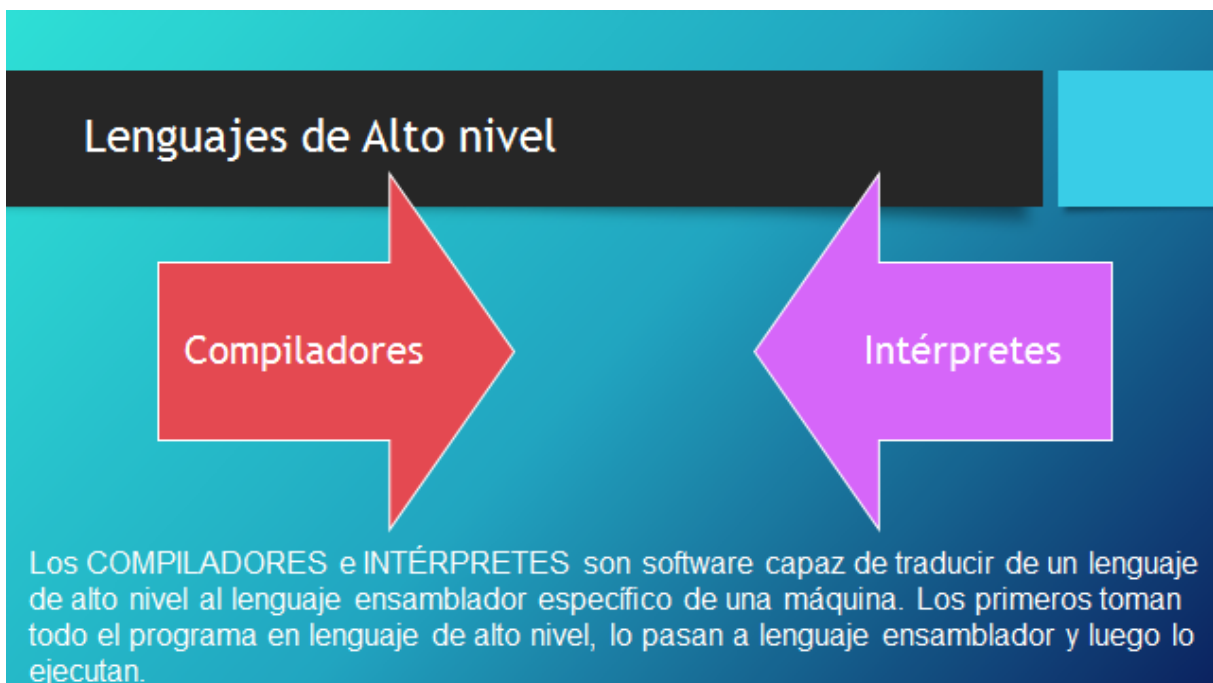 Lenguajes de Alto nivel
Compiladores
Intérpretes
Los COMPILADORES e INTÉRPRETES son software capaz de traducir de un lenguaje
de alto nivel al lenguaje ensamblador específico de una máquina. Los primeros toman
todo el programa en lenguaje de alto nivel, lo pasan a lenguaje ensamblador y luego lo
ejecutan.